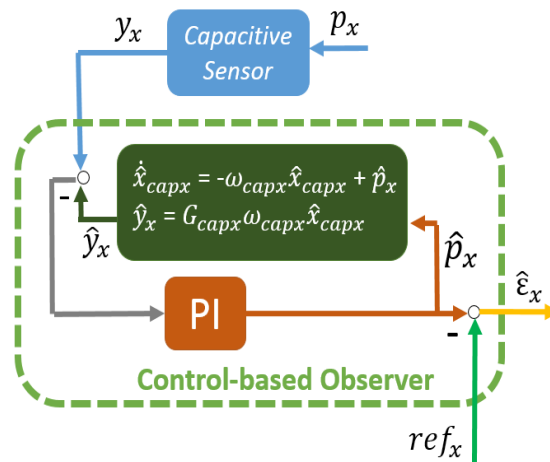 y_x
Capacitive
Sensor
p_x
ẋ̂_capx = -ω_capx x̂_capx + p̂_x
ŷ_x = G_capx ω_capx x̂_capx
-
ŷ_x
p̂_x
PI
ε̂_x
-
Control-based Observer
ref_x